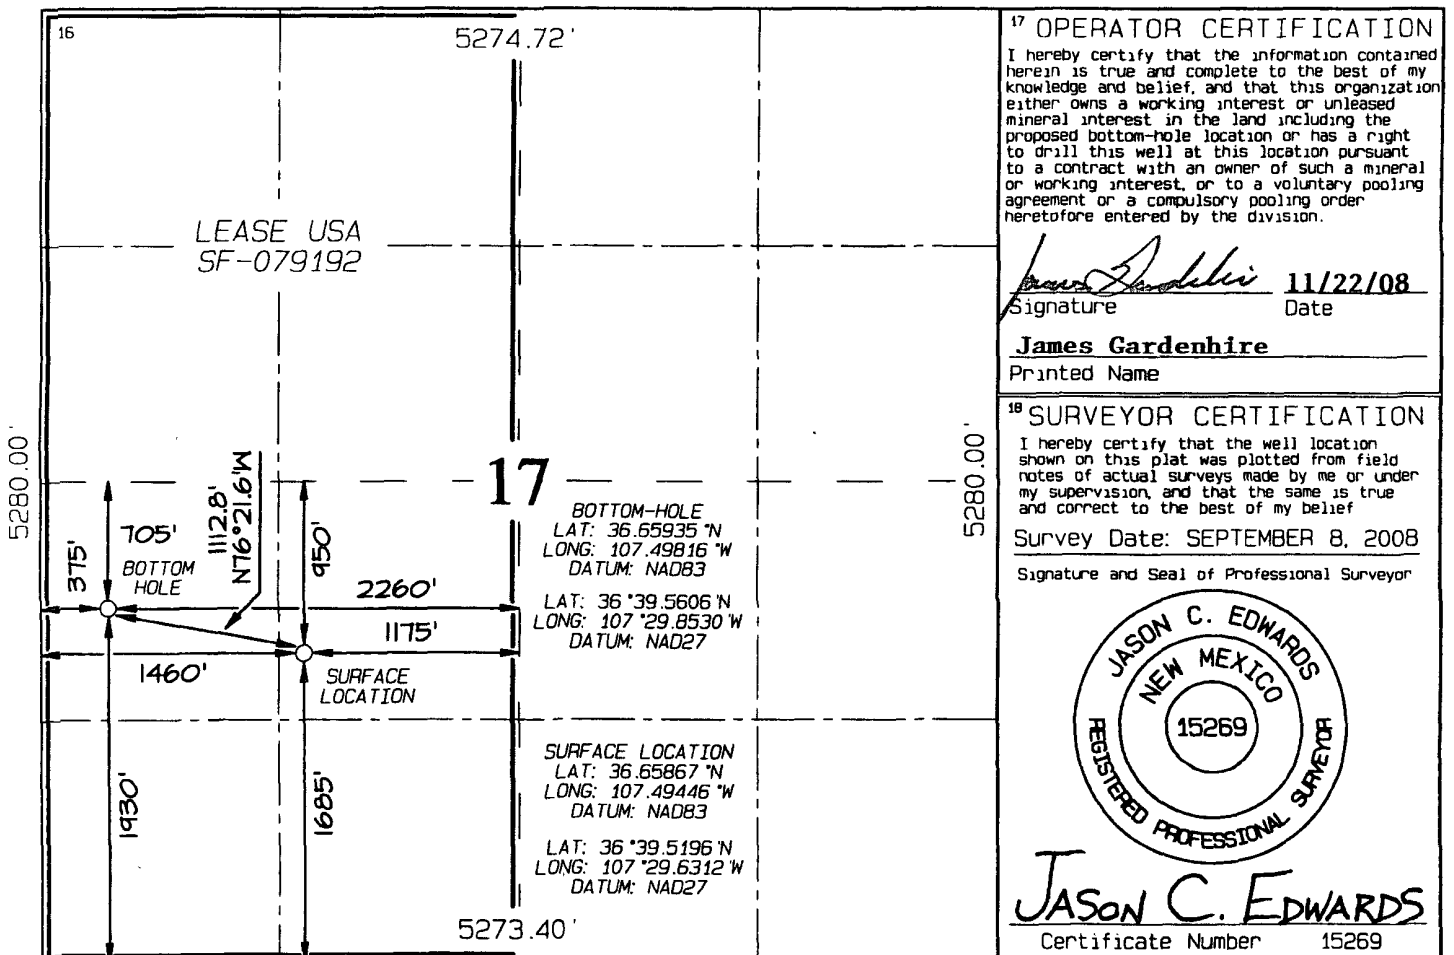 16
5274.72'
LEASE USA
SF-079192
5280.00'
17
5280.00'
705'
375'
BOTTOM
HOLE
1112.8'
N76°21.6'W
950'
2260'
1175'
1460'
SURFACE
LOCATION
1930'
1685'
BOTTOM-HOLE
LAT: 36.65935 °N
LONG: 107.49816 °W
DATUM: NAD83
LAT: 36 °39.5606 'N
LONG: 107 °29.8530 'W
DATUM: NAD27
SURFACE LOCATION
LAT: 36.65867 °N
LONG: 107.49446 °W
DATUM: NAD83
LAT: 36 °39.5196 'N
LONG: 107 °29.6312 'W
DATUM: NAD27
5273.40'
17 OPERATOR CERTIFICATION
I hereby certify that the information contained
herein is true and complete to the best of my
knowledge and belief, and that this organization
either owns a working interest or unleased
mineral interest in the land including the
proposed bottom-hole location or has a right
to drill this well at this location pursuant
to a contract with an owner of such a mineral
or working interest, or to a voluntary pooling
agreement or a compulsory pooling order
heretofore entered by the division.
11/22/08
Signature Date
James Gardenhire
Printed Name
18 SURVEYOR CERTIFICATION
I hereby certify that the well location
shown on this plat was plotted from field
notes of actual surveys made by me or under
my supervision, and that the same is true
and correct to the best of my belief
Survey Date: SEPTEMBER 8, 2008
Signature and Seal of Professional Surveyor
JASON C. EDWARDS
NEW MEXICO
15269
REGISTERED PROFESSIONAL SURVEYOR
JASON C. EDWARDS
Certificate Number 15269